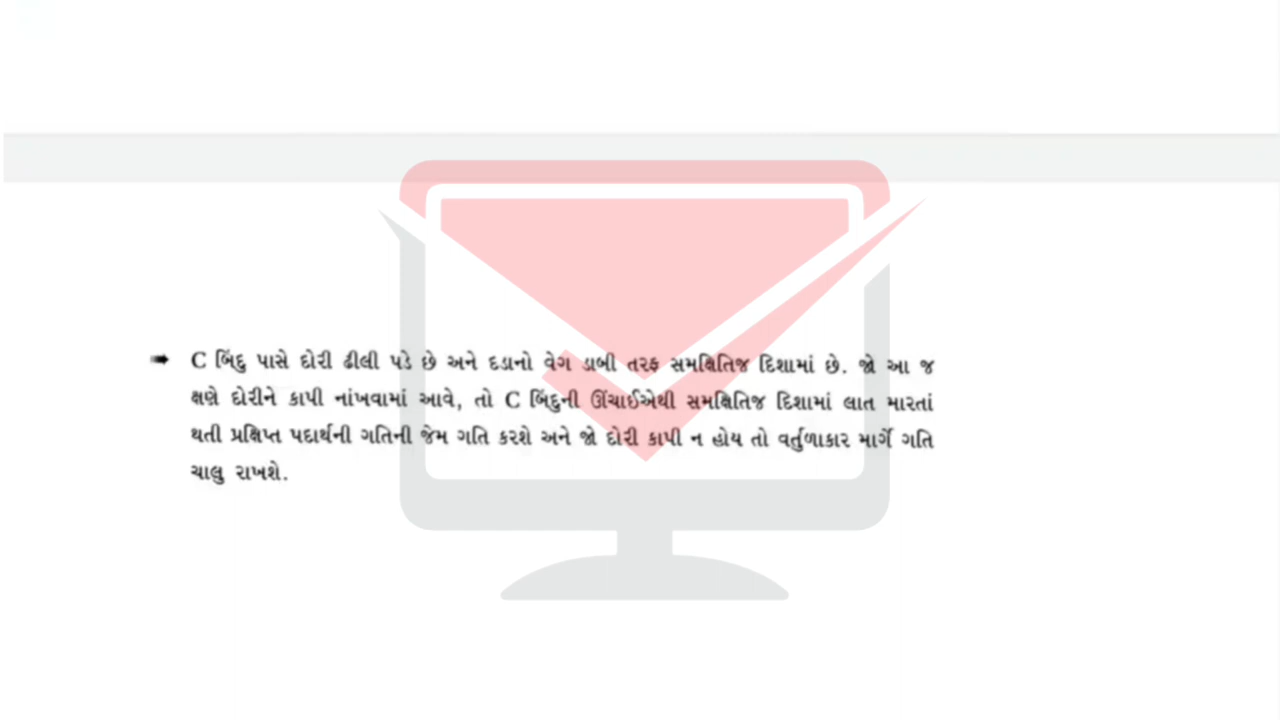 ➡ C બિંદુ પાસે દોરી ઢીલી પડે છે અને દડાનો વેગ ડાબી તરફ સમક્ષિતિજ દિશામાં છે. જો આ જ
ક્ષણે દોરીને કાપી નાંખવામાં આવે, તો C બિંદુની ઊંચાઈએથી સમક્ષિતિજ દિશામાં લાત મારતાં
થતી પ્રક્ષિપ્ત પદાર્થની ગતિની જેમ ગતિ કરશે અને જો દોરી કાપી ન હોય તો વર્તુળાકાર માર્ગે ગતિ
ચાલુ રાખશે.